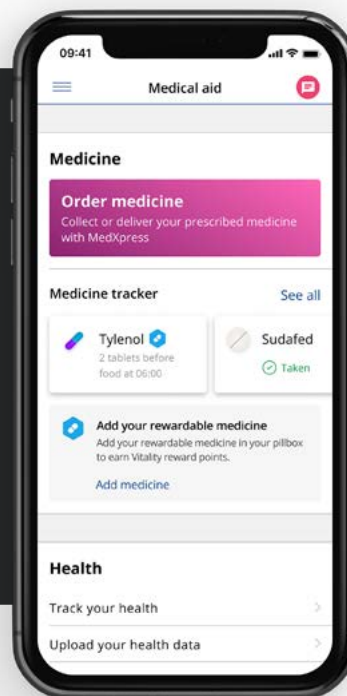 09:41
Medical aid
Medicine
Order medicine
Collect or deliver your prescribed medicine
with MedXpress
Medicine tracker
See all
Tylenol
2 tablets before
food at 06:00
Sudafed
Taken
Add your rewardable medicine
Add your rewardable medicine in your pillbox
to earn Vitality reward points.
Add medicine
Health
Track your health
Upload your health data